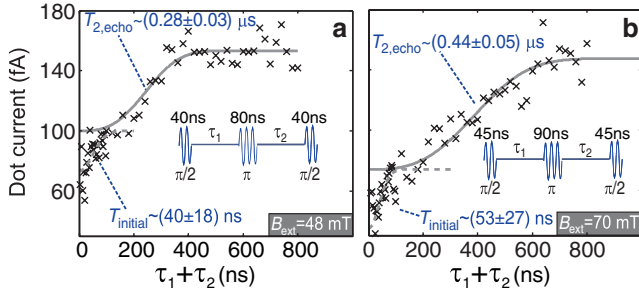 Dot current (fA)
180
140
100
60
a
T2,echo~(0.28±0.03) μs
40ns 80ns 40ns
τ1 τ2
π/2 π π/2
Tinitial~(40±18) ns
Bext=48 mT
0 200 400 600 800
τ1+τ2 (ns)
b
T2,echo~(0.44±0.05) μs
45ns 90ns 45ns
τ1 τ2
π/2 π π/2
Tinitial~(53±27) ns
Bext=70 mT
0 200 400 600 800
τ1+τ2 (ns)